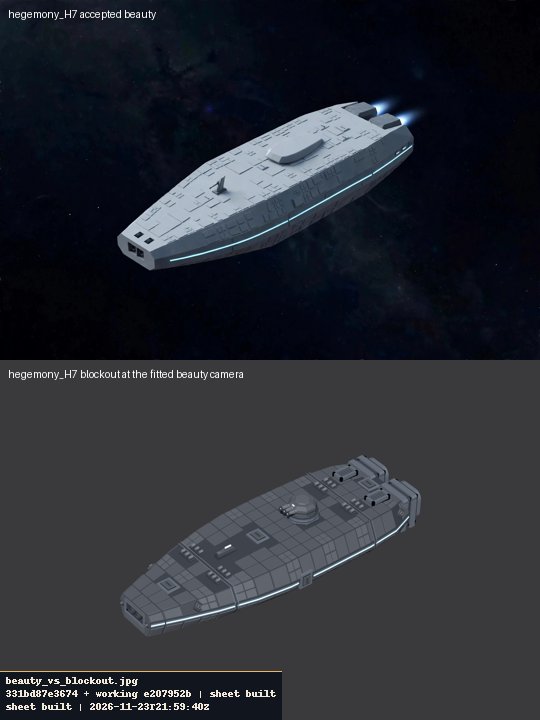 hegemony_H7 accepted beauty
hegemony_H7 blockout at the fitted beauty camera
beauty_vs_blockout.jpg
331bd87e3674 + working e207952b | sheet built
sheet built | 2026-11-23T21:59:40Z